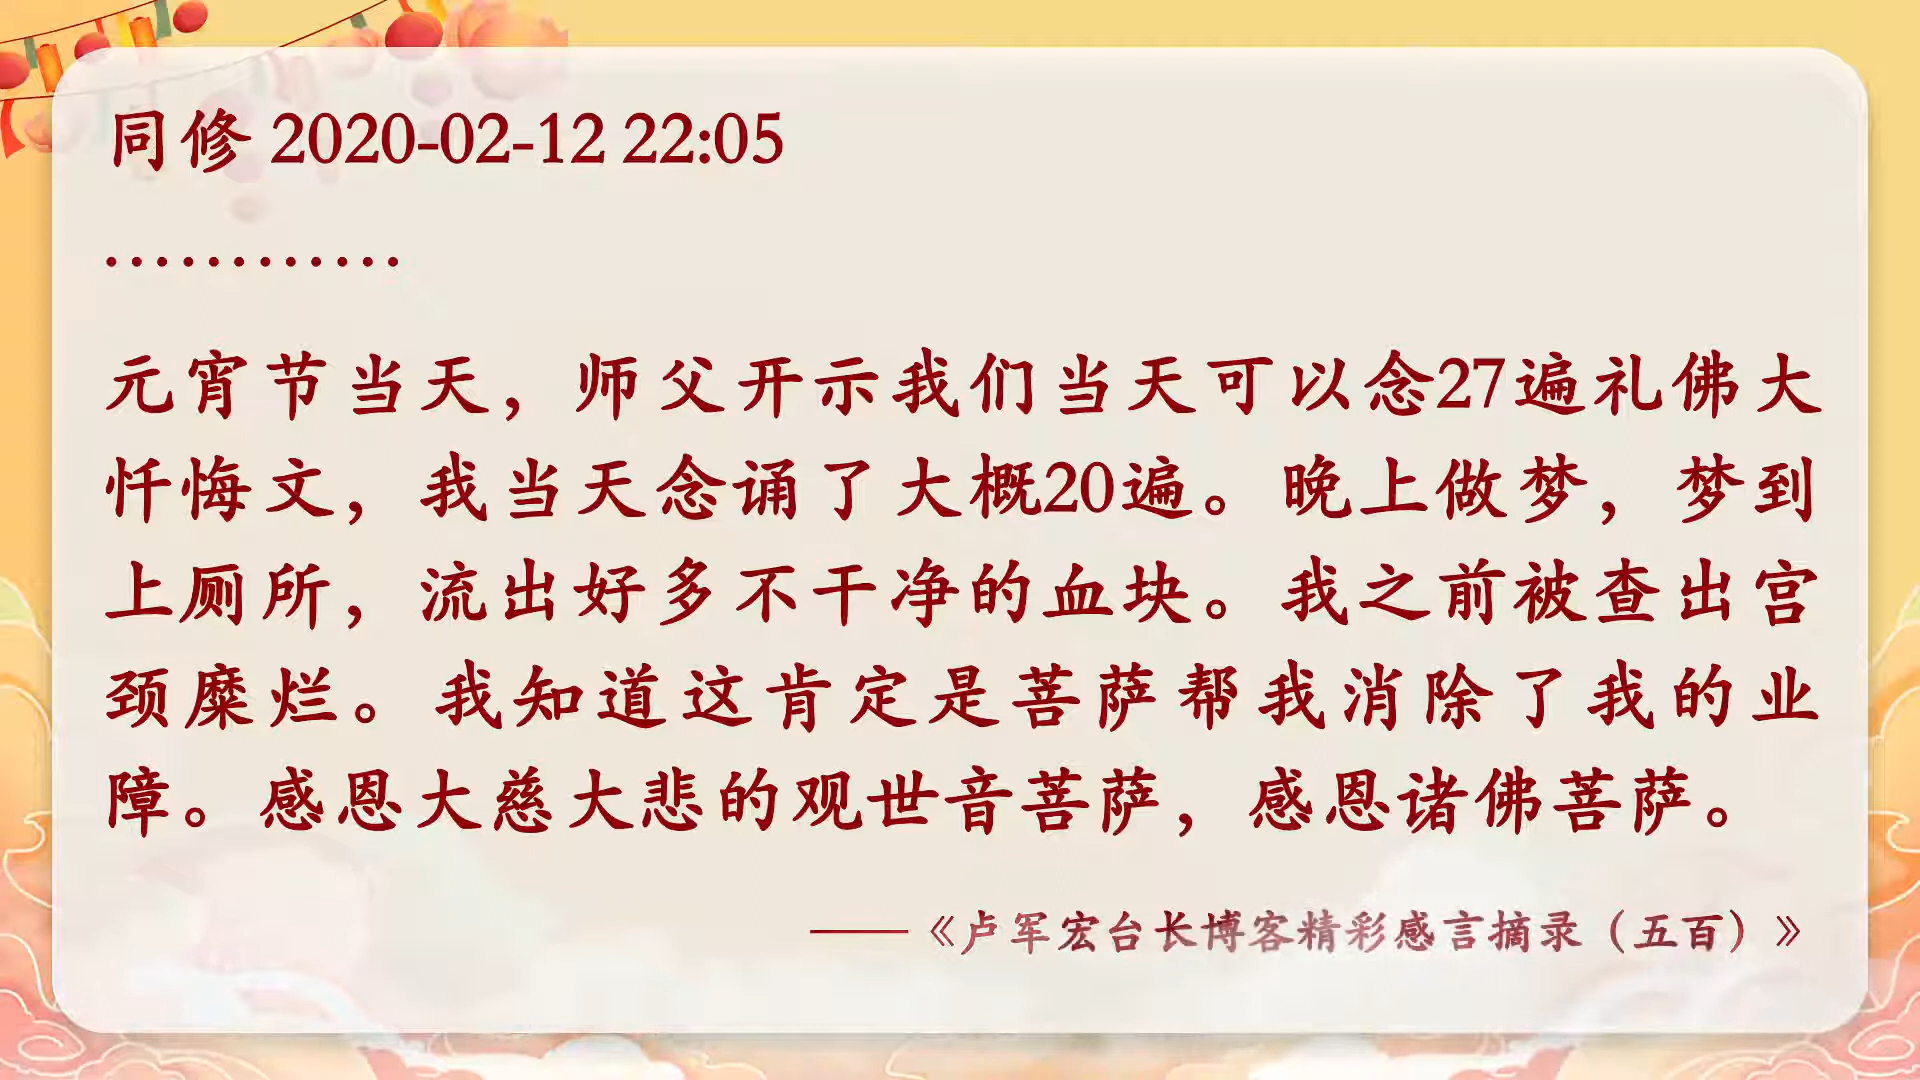 同修 2020-02-12 22:05
············
元宵节当天，师父开示我们当天可以念27遍礼佛大
忏悔文，我当天念诵了大概20遍。晚上做梦，梦到
上厕所，流出好多不干净的血块。我之前被查出宫
颈糜烂。我知道这肯定是菩萨帮我消除了我的业
障。感恩大慈大悲的观世音菩萨，感恩诸佛菩萨。
——《卢军宏台长博客精彩感言摘录（五百）》